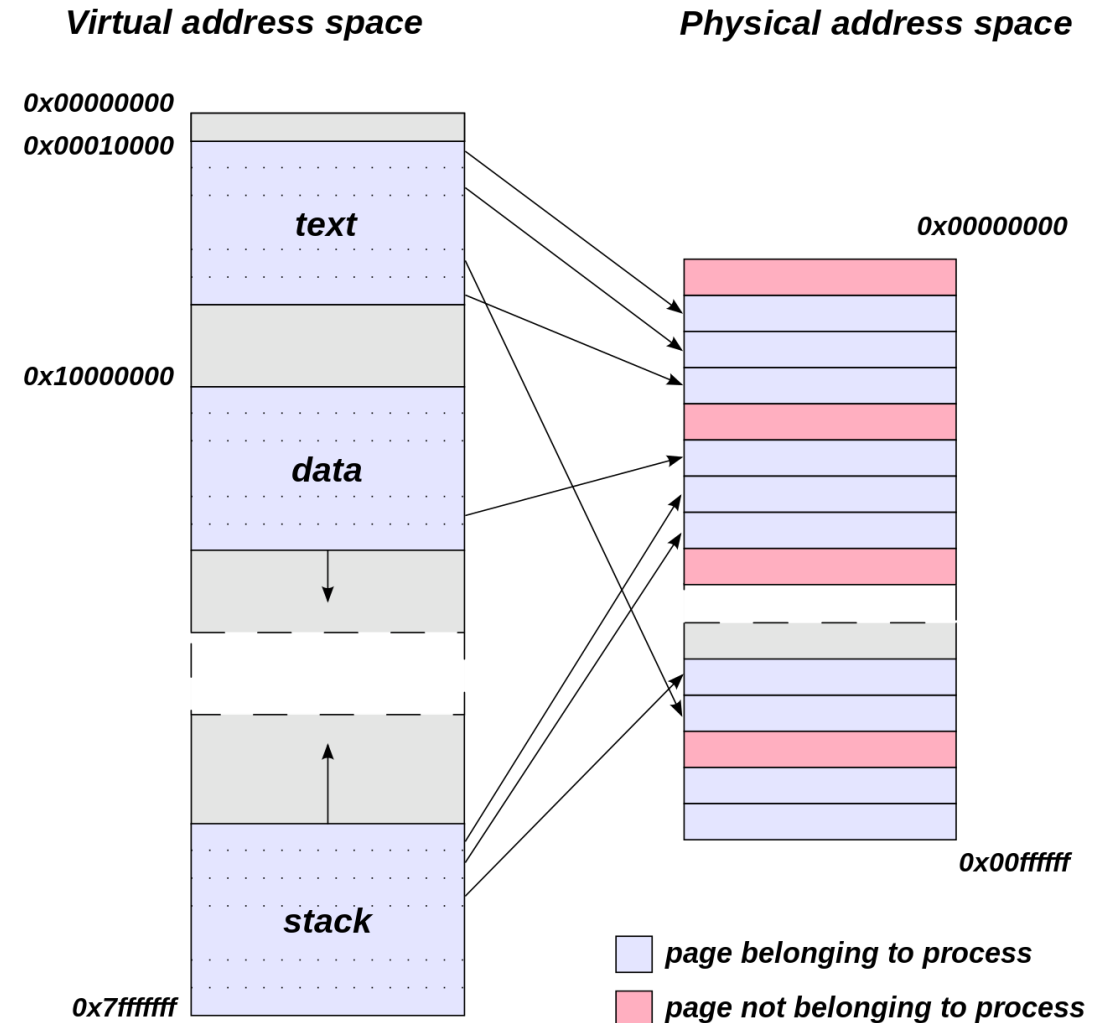 Virtual address space
Physical address space
0x00000000
0x00010000
text
0x00000000
0x10000000
data
0x00ffffff
stack
page belonging to process
0x7fffffff
page not belonging to process